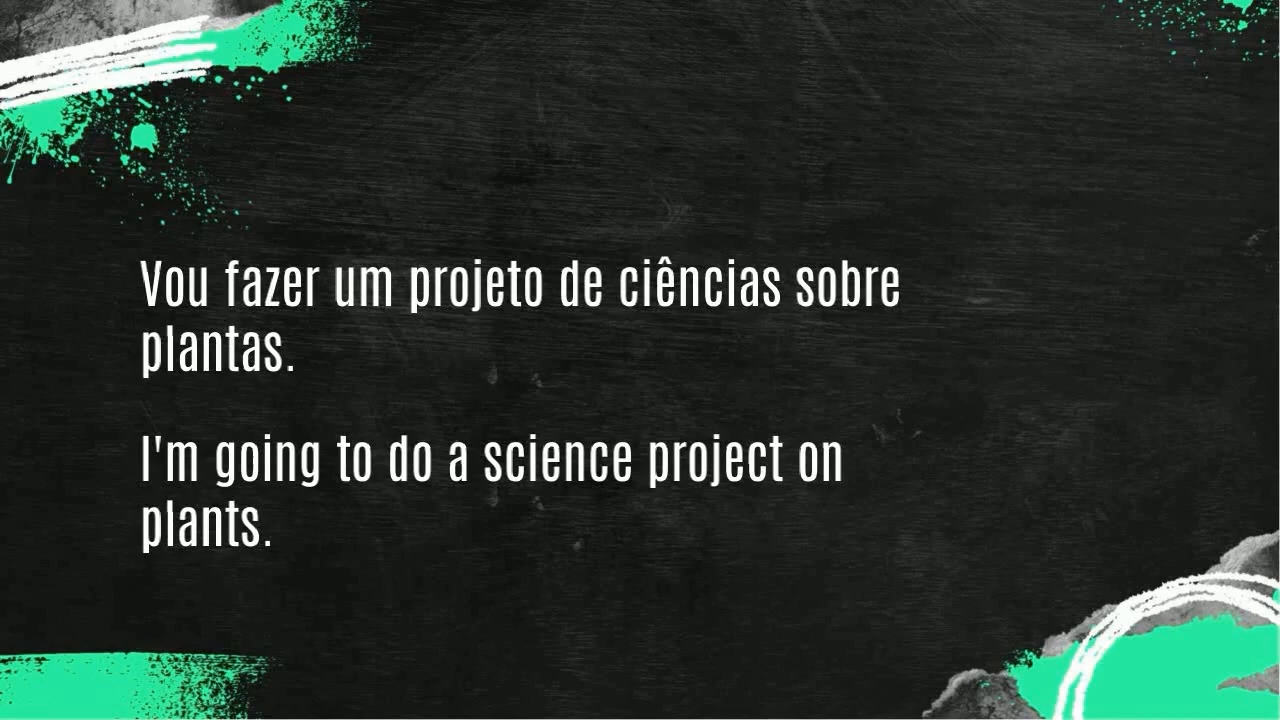 Vou fazer um projeto de ciências sobre
plantas.
I'm going to do a science project on
plants.